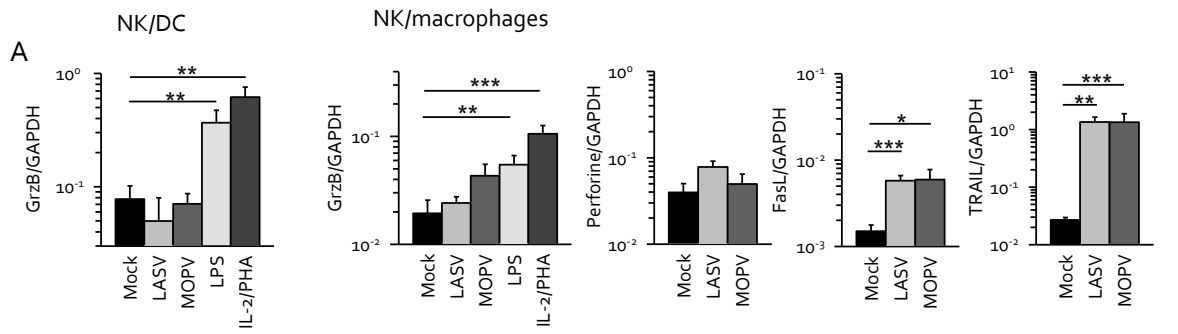 NK/DC
NK/macrophages
A
GrzB/GAPDH
10⁰
10⁻¹
**
**
Mock
LASV
MOPV
LPS
IL-2/PHA
GrzB/GAPDH
10⁻¹
10⁻²
***
**
Mock
LASV
MOPV
LPS
IL-2/PHA
Perforine/GAPDH
10⁰
10⁻¹
10⁻²
Mock
LASV
MOPV
FasL/GAPDH
10⁻¹
10⁻²
10⁻³
*
***
Mock
LASV
MOPV
TRAIL/GAPDH
10¹
10⁰
10⁻¹
10⁻²
***
**
Mock
LASV
MOPV